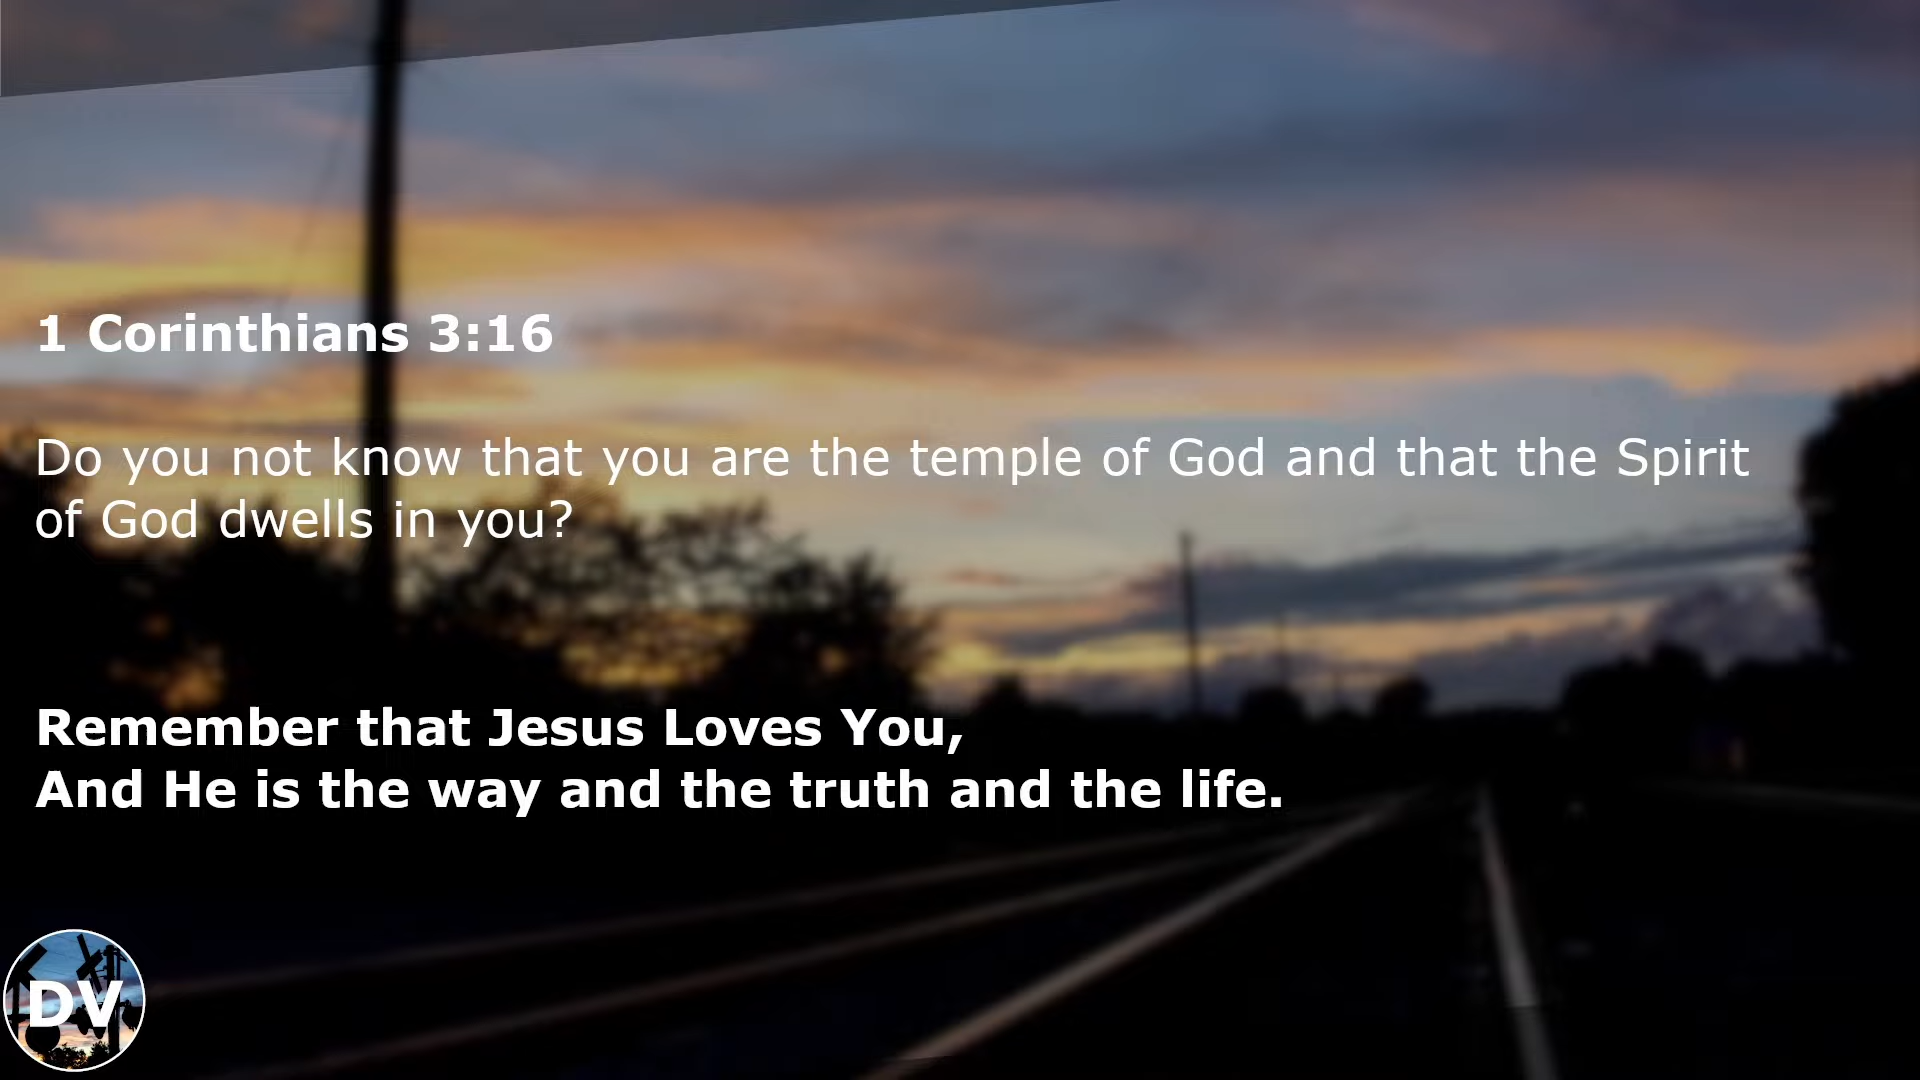 1 Corinthians 3:16
Do you not know that you are the temple of God and that the Spirit
of God dwells in you?
Remember that Jesus Loves You,
And He is the way and the truth and the life.
DV